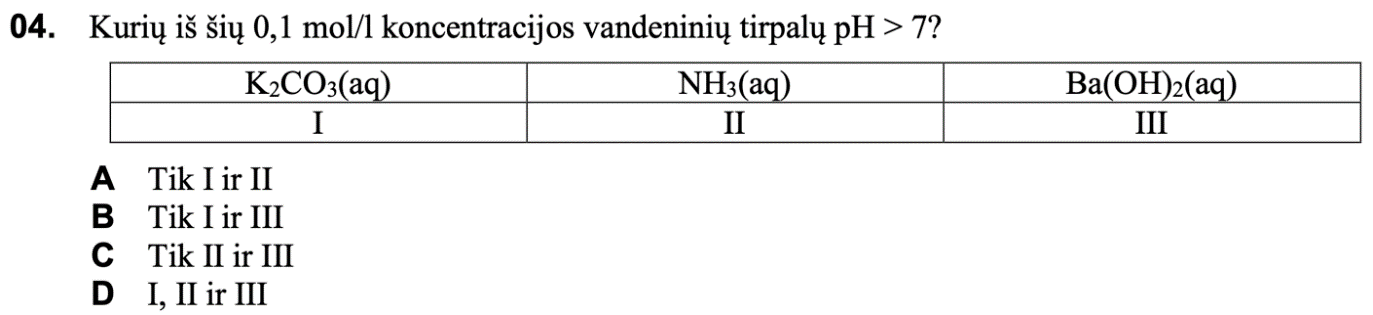 04. Kurių iš šių 0,1 mol/l koncentracijos vandeninių tirpalų pH > 7?
K₂CO₃(aq) NH₃(aq) Ba(OH)₂(aq)
I II III
A Tik I ir II
B Tik I ir III
C Tik II ir III
D I, II ir III